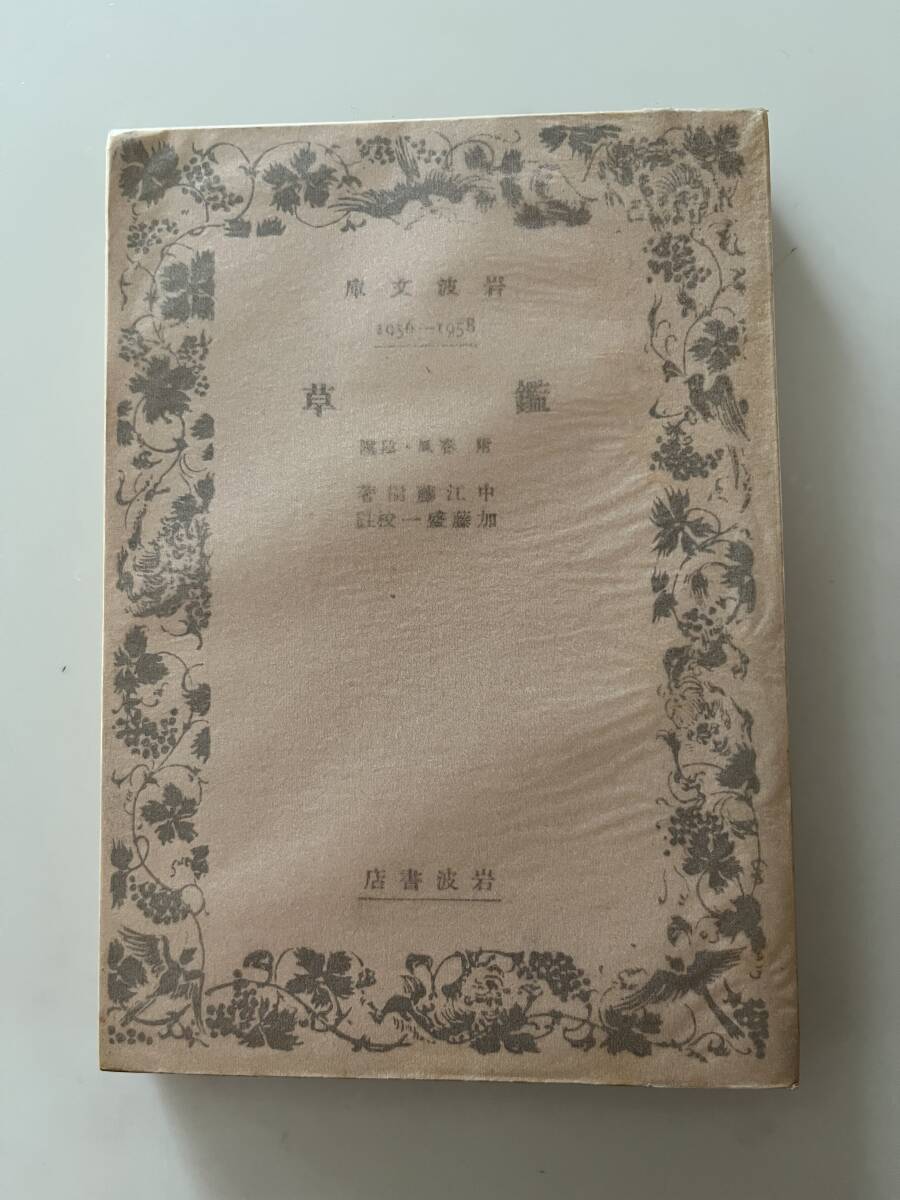 岩波文庫
1956—1958
鑑草
附 春風・陰隲
中江藤樹著
加藤盛一校註
岩波書店